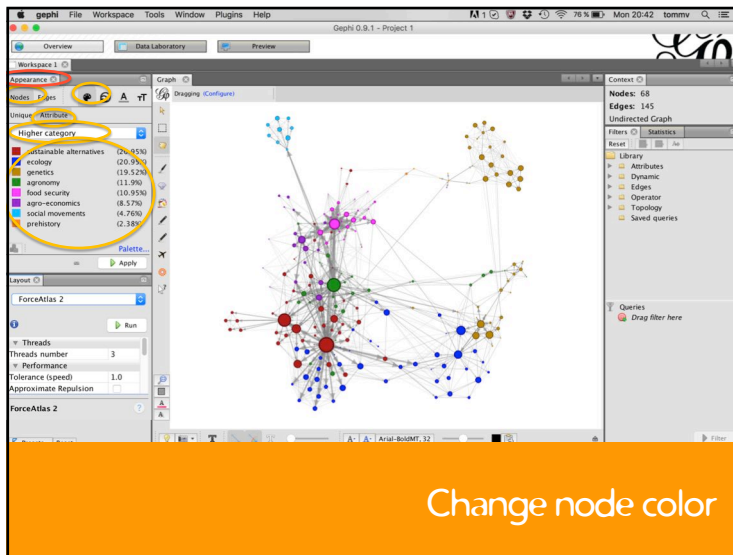 gephi File Workspace Tools Window Plugins Help 1 76 % Mon 20:42 tommv
Gephi 0.9.1 - Project 1
Overview Data Laboratory Preview
Workspace 1
Appearance
Nodes Edges
Unique Attribute
Higher category
sustainable alternatives (20.95%)
ecology (20.95%)
genetics (19.52%)
agronomy (11.9%)
food security (10.95%)
agro-economics (8.57%)
social movements (4.76%)
prehistory (2.38%)
Palette...
Apply
Layout
ForceAtlas 2
Run
Threads
Threads number 3
Performance
Tolerance (speed) 1.0
Approximate Repulsion
ForceAtlas 2
Graph
Dragging (Configure)
A- A- Arial-BoldMT, 32
Context
Nodes: 68
Edges: 145
Undirected Graph
Filters Statistics
Reset
Library
Attributes
Dynamic
Edges
Operator
Topology
Saved queries
Queries
Drag filter here
Filter
Change node color